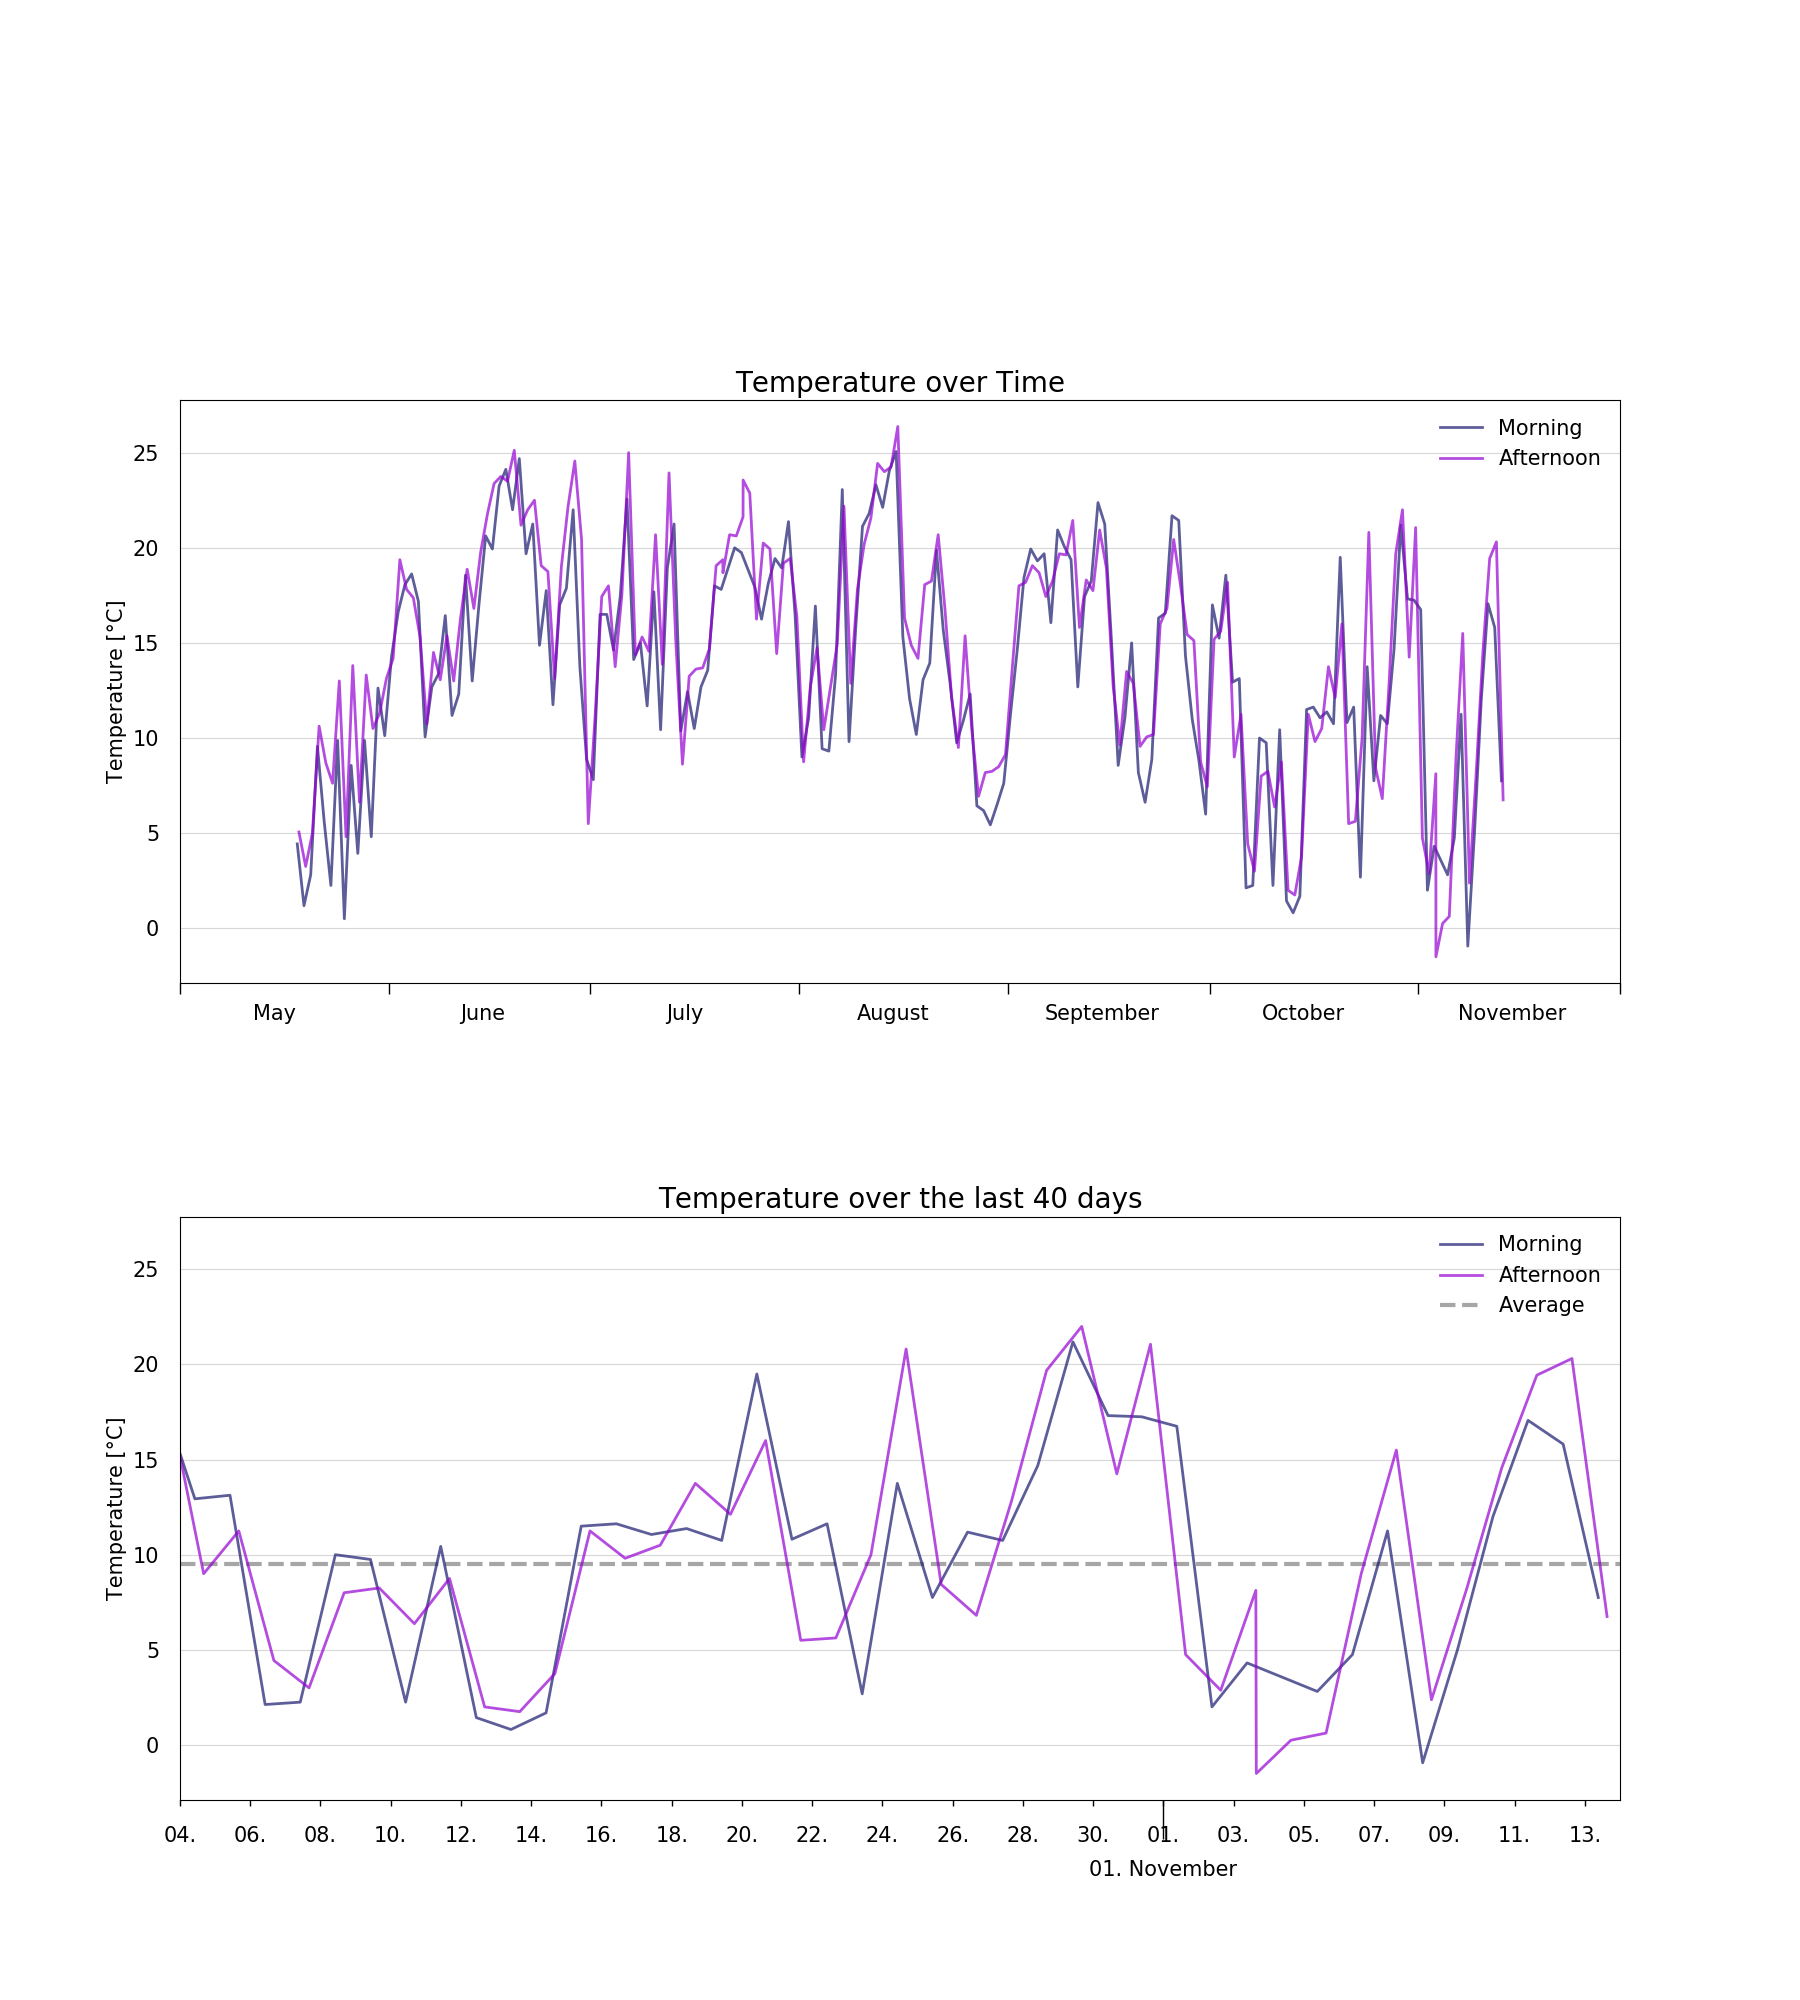 Temperature over Time
Morning
Afternoon
Temperature [°C]
25
20
15
10
5
0
May June July August September October November
Temperature over the last 40 days
Morning
Afternoon
Average
Temperature [°C]
25
20
15
10
5
0
04. 06. 08. 10. 12. 14. 16. 18. 20. 22. 24. 26. 28. 30. 01. 03. 05. 07. 09. 11. 13.
01. November